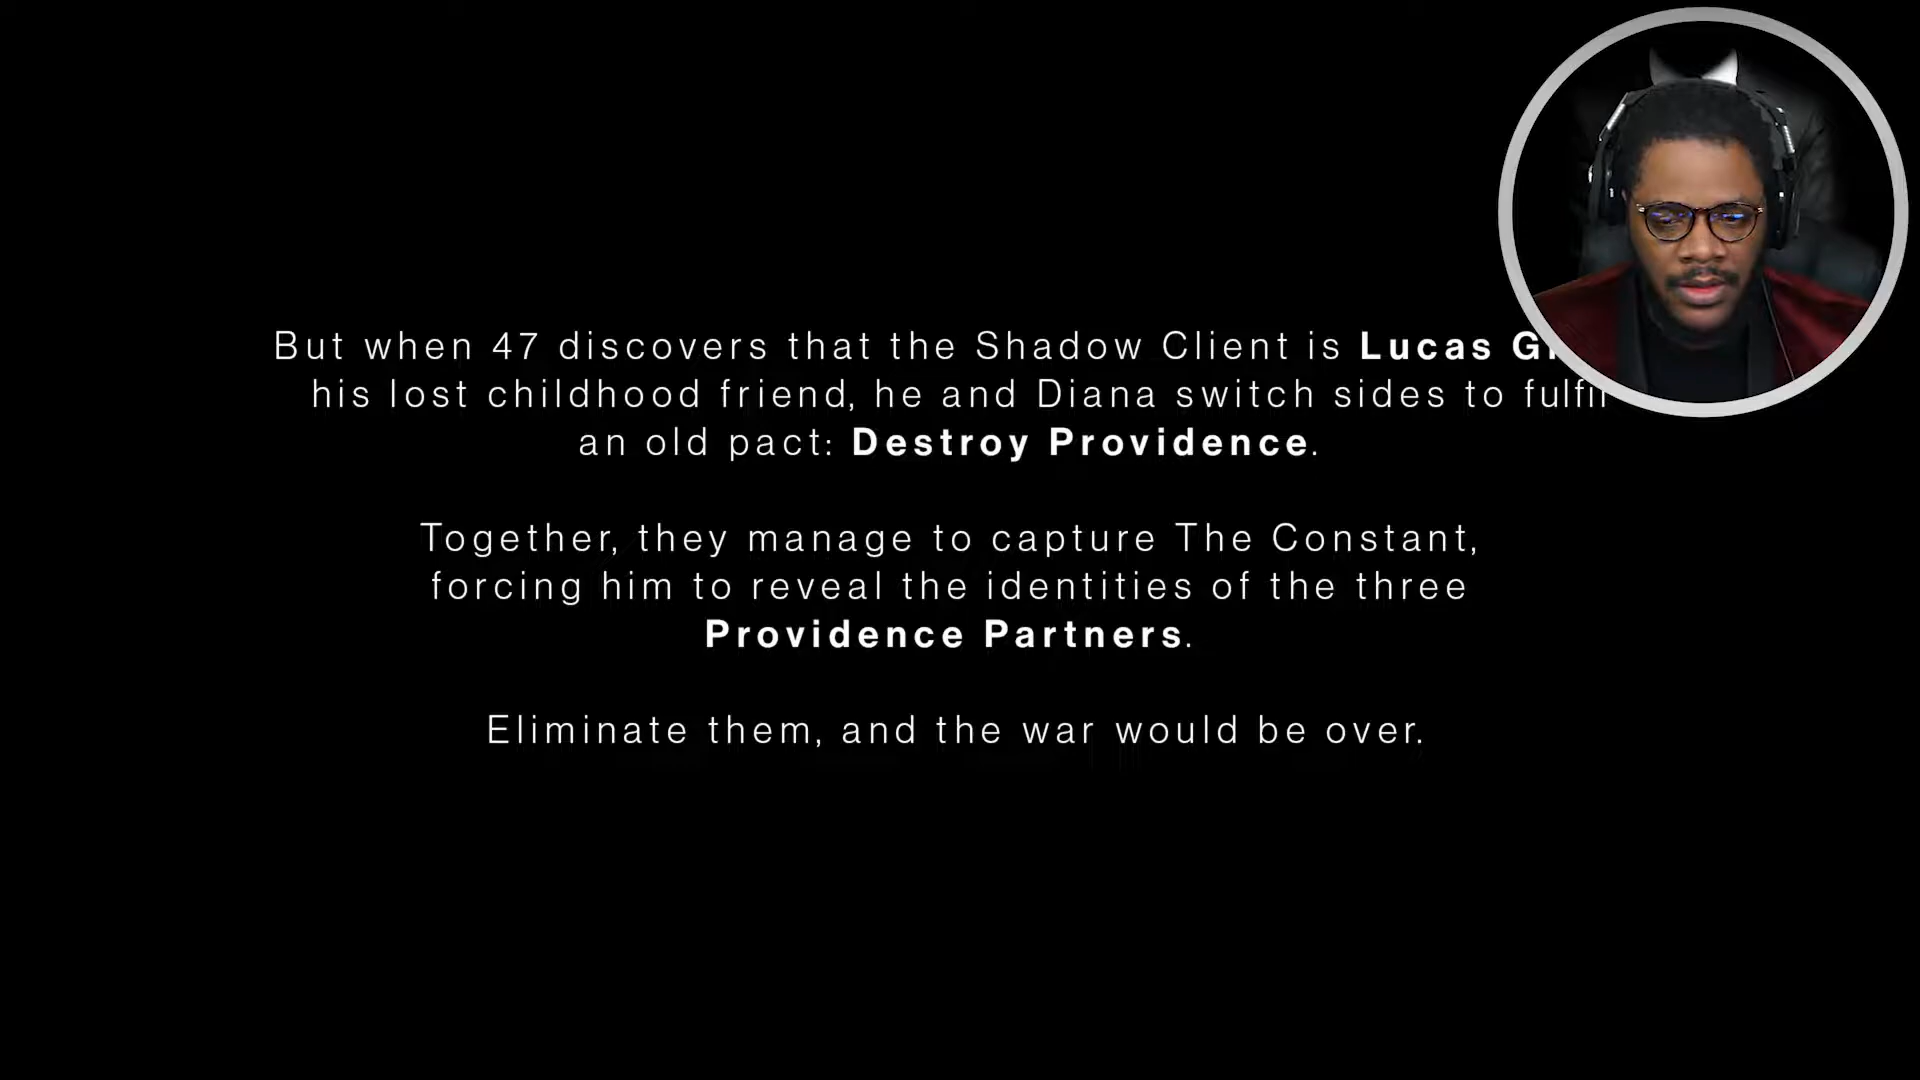 But when 47 discovers that the Shadow Client is Lucas
his lost childhood friend, he and Diana switch sides to fulfil
an old pact: Destroy Providence.
Together, they manage to capture The Constant,
forcing him to reveal the identities of the three
Providence Partners.
Eliminate them, and the war would be over.